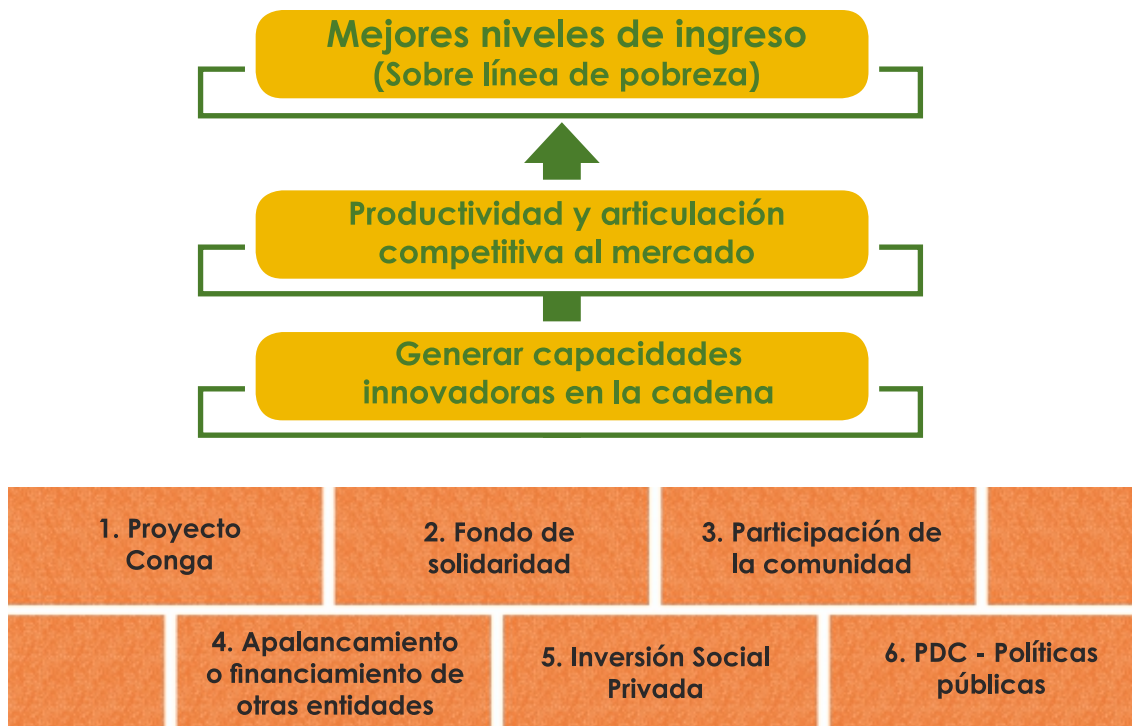 Mejores niveles de ingreso
(Sobre línea de pobreza)
Productividad y articulación
competitiva al mercado
Generar capacidades
innovadoras en la cadena
1. Proyecto
Conga
2. Fondo de
solidaridad
3. Participación de
la comunidad
4. Apalancamiento
o financiamiento de
otras entidades
5. Inversión Social
Privada
6. PDC - Políticas
públicas